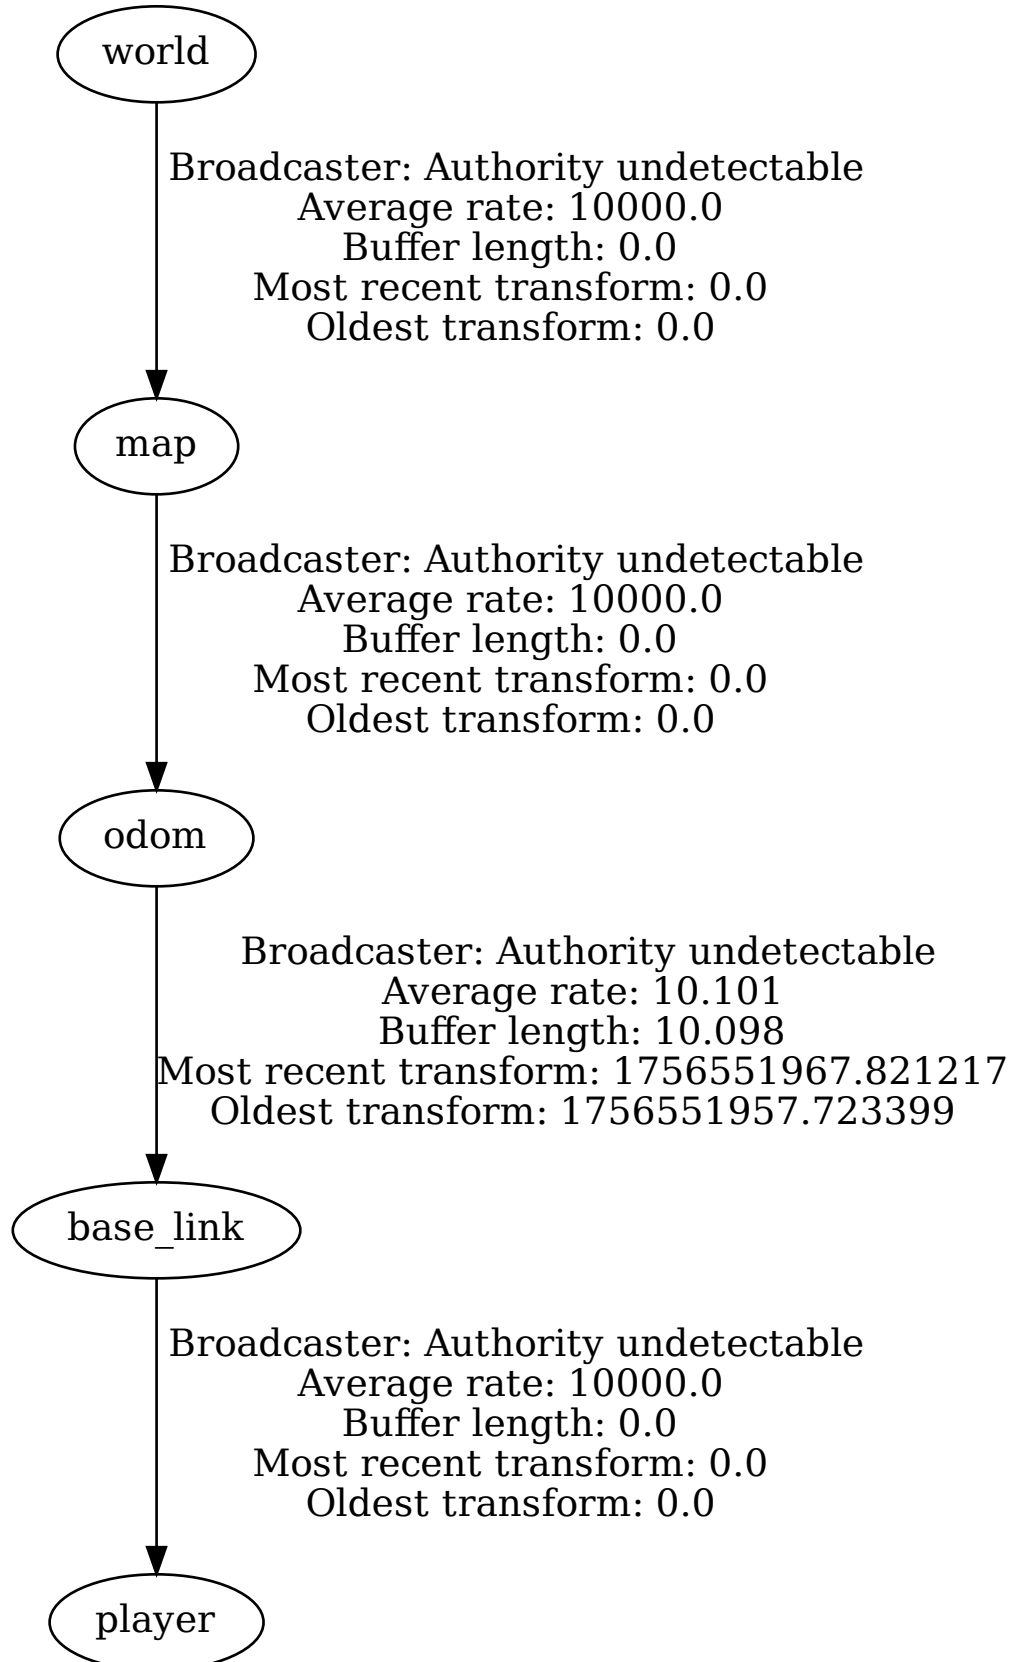 world
Broadcaster: Authority undetectable
Average rate: 10000.0
Buffer length: 0.0
Most recent transform: 0.0
Oldest transform: 0.0
map
Broadcaster: Authority undetectable
Average rate: 10000.0
Buffer length: 0.0
Most recent transform: 0.0
Oldest transform: 0.0
odom
Broadcaster: Authority undetectable
Average rate: 10.101
Buffer length: 10.098
Most recent transform: 1756551967.821217
Oldest transform: 1756551957.723399
base_link
Broadcaster: Authority undetectable
Average rate: 10000.0
Buffer length: 0.0
Most recent transform: 0.0
Oldest transform: 0.0
player